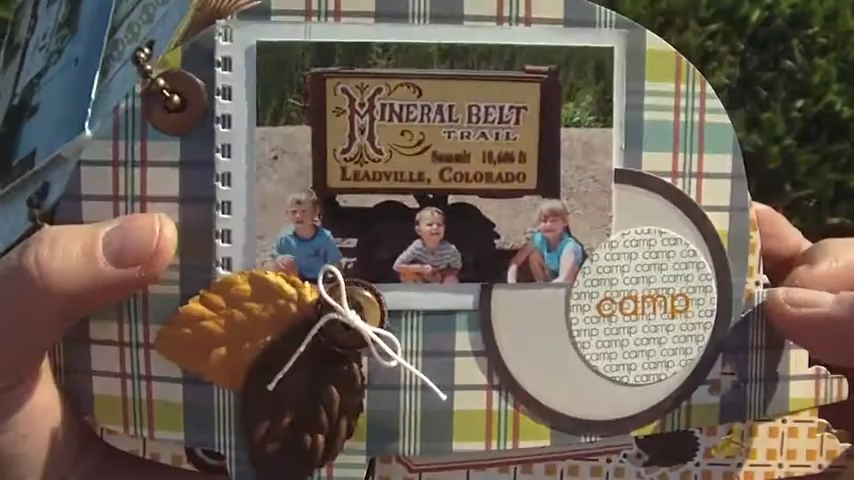 MINERAL BELT
TRAIL
Summit 10,606 ft
LEADVILLE, COLORADO
camp